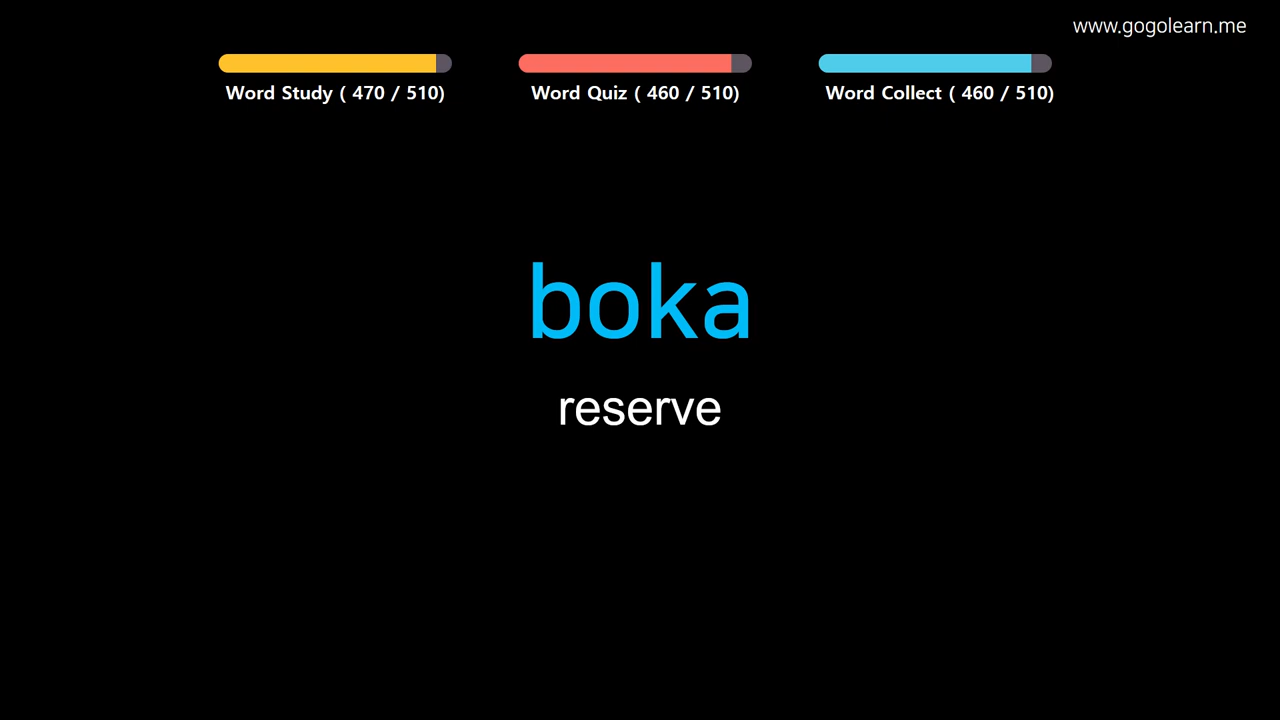 www.gogolearn.me
Word Study ( 470 / 510)
Word Quiz ( 460 / 510)
Word Collect ( 460 / 510)
boka
reserve